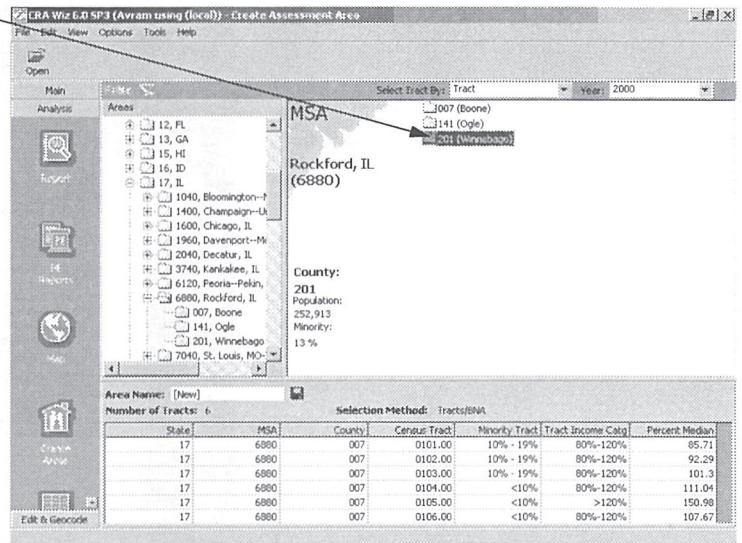 CRA Wiz 6.0 SP3 (Avram using (local)) - Create Assessment Area
File Edit View Options Tools Help
Open
Main
Select Tract By: Tract Year: 2000
Analysis
Report
Reports
Map
Create
Areas
Edit & Geocode
Areas
12, FL
13, GA
15, HI
16, ID
17, IL
1040, Bloomington--N
1400, Champaign--U
1600, Chicago, IL
1960, Davenport--M
2040, Decatur, IL
3740, Kankakee, IL
6120, Peoria--Pekin,
6880, Rockford, IL
007, Boone
141, Ogle
201, Winnebago
7040, St. Louis, MO-
MSA
Rockford, IL
(6880)
County:
201
Population:
252,913
Minority:
13 %
007 (Boone)
141 (Ogle)
201 (Winnebago)
Area Name: [New]
Number of Tracts: 6 Selection Method: Tracts/BNA
State MSA County Census Tract Minority Tract Tract Income Catg Percent Median
17 6880 007 0101.00 10% - 19% 80%-120% 85.71
17 6880 007 0102.00 10% - 19% 80%-120% 92.29
17 6880 007 0103.00 10% - 19% 80%-120% 101.3
17 6880 007 0104.00 <10% 80%-120% 111.04
17 6880 007 0105.00 <10% >120% 150.98
17 6880 007 0106.00 <10% 80%-120% 107.67